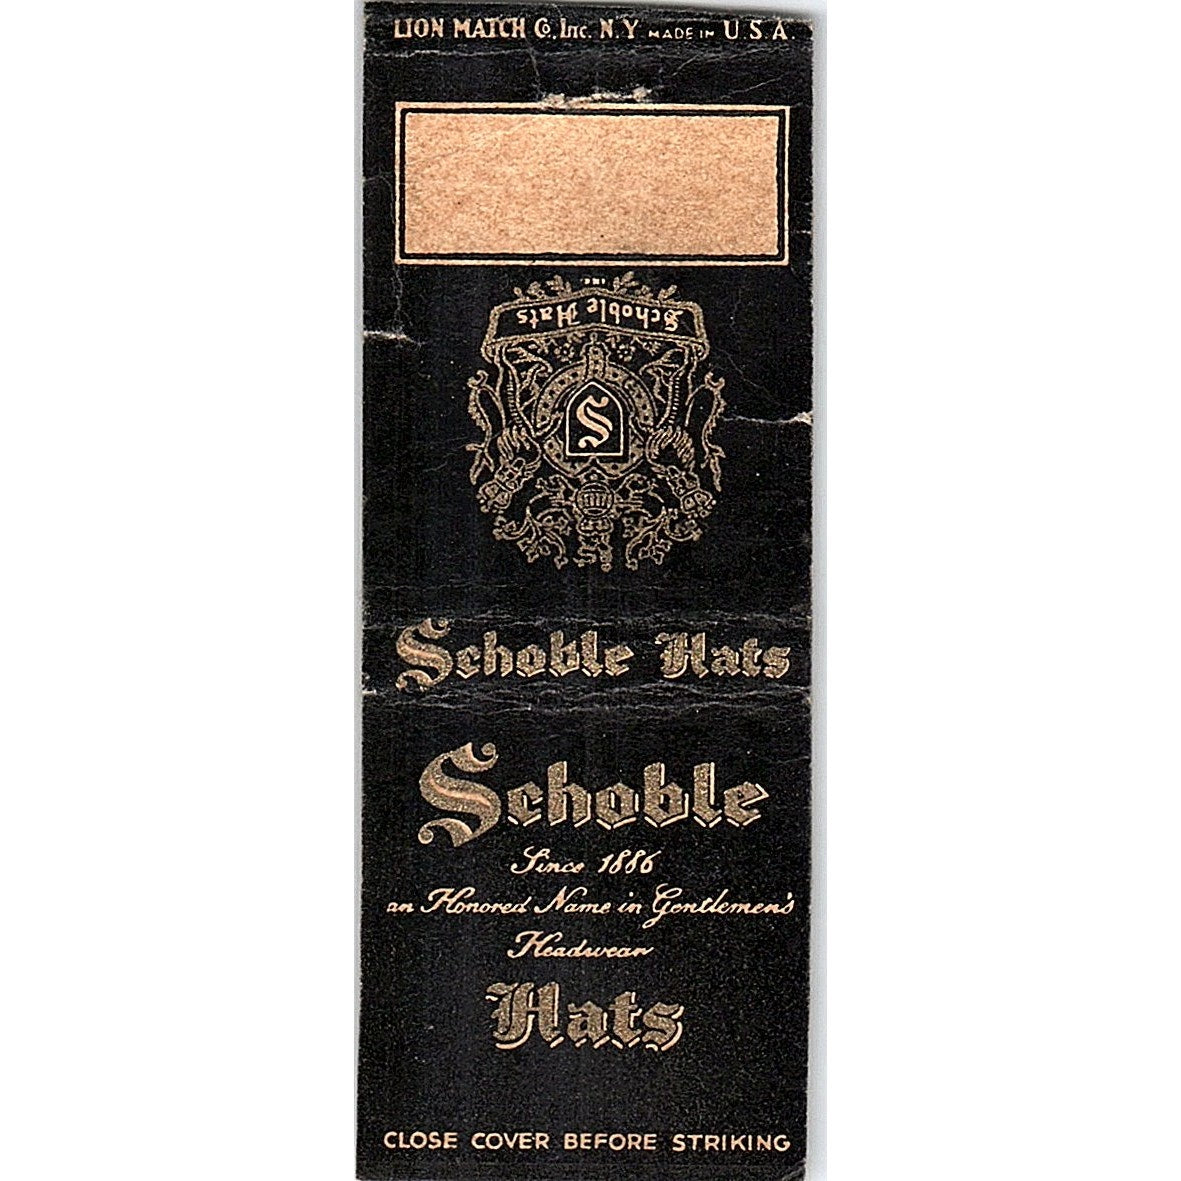 LION MATCH Co., Inc. N.Y MADE IN U.S.A.
Inc.
Schoble Hats
S
Schoble Hats
Schoble
Since 1886
an Honored Name in Gentlemen's
Headwear
Hats
CLOSE COVER BEFORE STRIKING